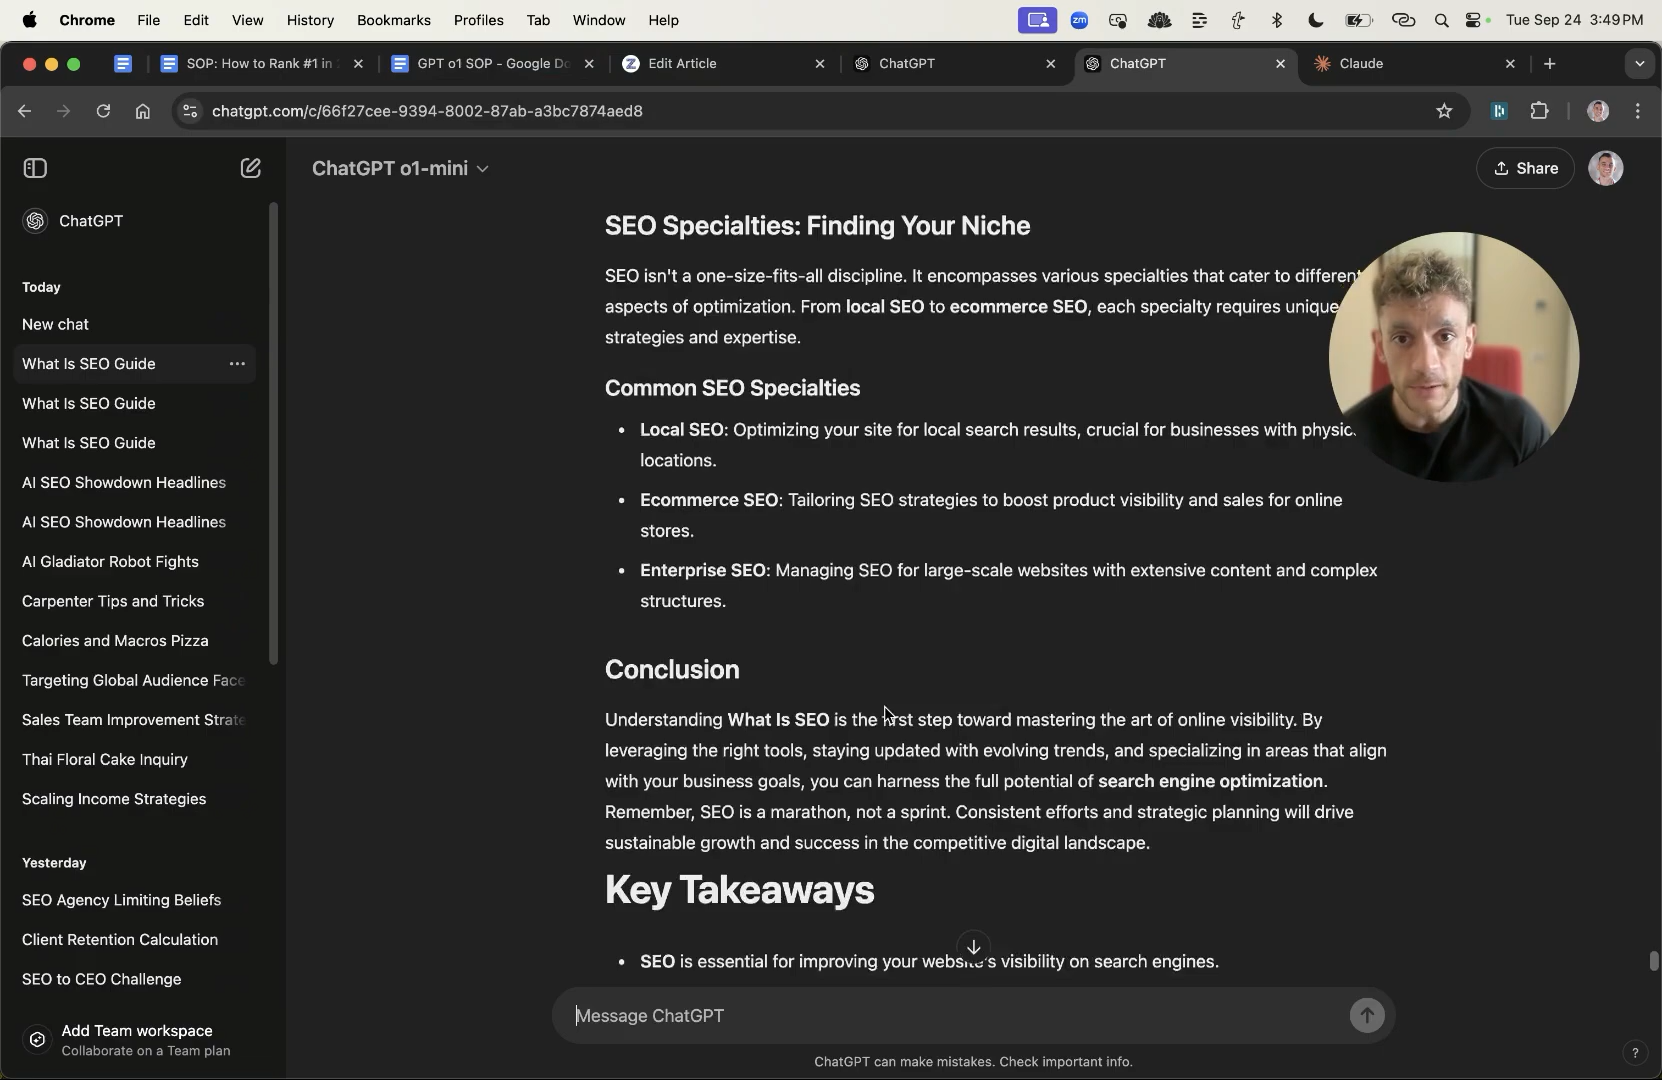 Chrome File Edit View History Bookmarks Profiles Tab Window Help
zm
Tue Sep 24 3:49 PM
SOP: How to Rank #1 in
GPT o1 SOP - Google Do
Edit Article
ChatGPT
ChatGPT
Claude
chatgpt.com/c/66f27cee-9394-8002-87ab-a3bc7874aed8
ChatGPT o1-mini
Share
ChatGPT
Today
New chat
What Is SEO Guide
What Is SEO Guide
What Is SEO Guide
AI SEO Showdown Headlines
AI SEO Showdown Headlines
AI Gladiator Robot Fights
Carpenter Tips and Tricks
Calories and Macros Pizza
Targeting Global Audience Face
Sales Team Improvement Strate
Thai Floral Cake Inquiry
Scaling Income Strategies
Yesterday
SEO Agency Limiting Beliefs
Client Retention Calculation
SEO to CEO Challenge
Add Team workspace
Collaborate on a Team plan
SEO Specialties: Finding Your Niche
SEO isn't a one-size-fits-all discipline. It encompasses various specialties that cater to different
aspects of optimization. From local SEO to ecommerce SEO, each specialty requires unique
strategies and expertise.
Common SEO Specialties
• Local SEO: Optimizing your site for local search results, crucial for businesses with physic
locations.
• Ecommerce SEO: Tailoring SEO strategies to boost product visibility and sales for online
stores.
• Enterprise SEO: Managing SEO for large-scale websites with extensive content and complex
structures.
Conclusion
Understanding What Is SEO is the first step toward mastering the art of online visibility. By
leveraging the right tools, staying updated with evolving trends, and specializing in areas that align
with your business goals, you can harness the full potential of search engine optimization.
Remember, SEO is a marathon, not a sprint. Consistent efforts and strategic planning will drive
sustainable growth and success in the competitive digital landscape.
Key Takeaways
• SEO is essential for improving your website's visibility on search engines.
Message ChatGPT
ChatGPT can make mistakes. Check important info.
?